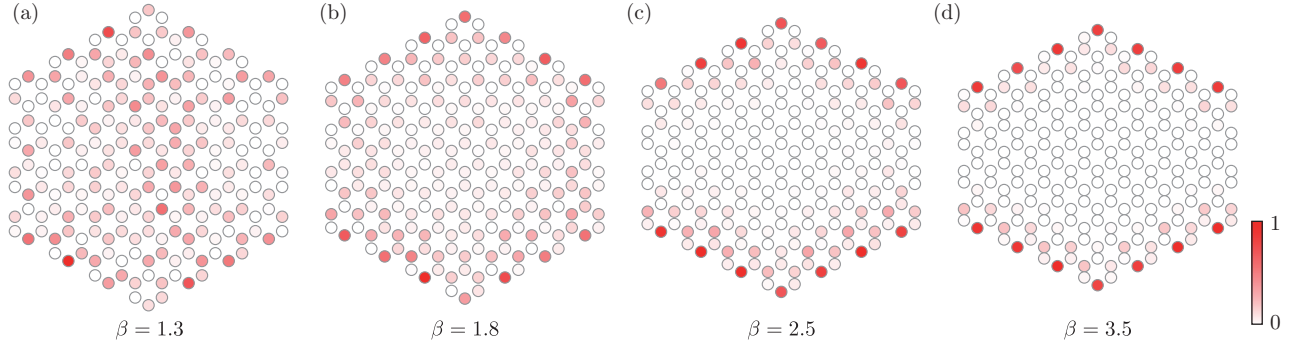 (a) (b) (c) (d)
1
0
β = 1.3 β = 1.8 β = 2.5 β = 3.5